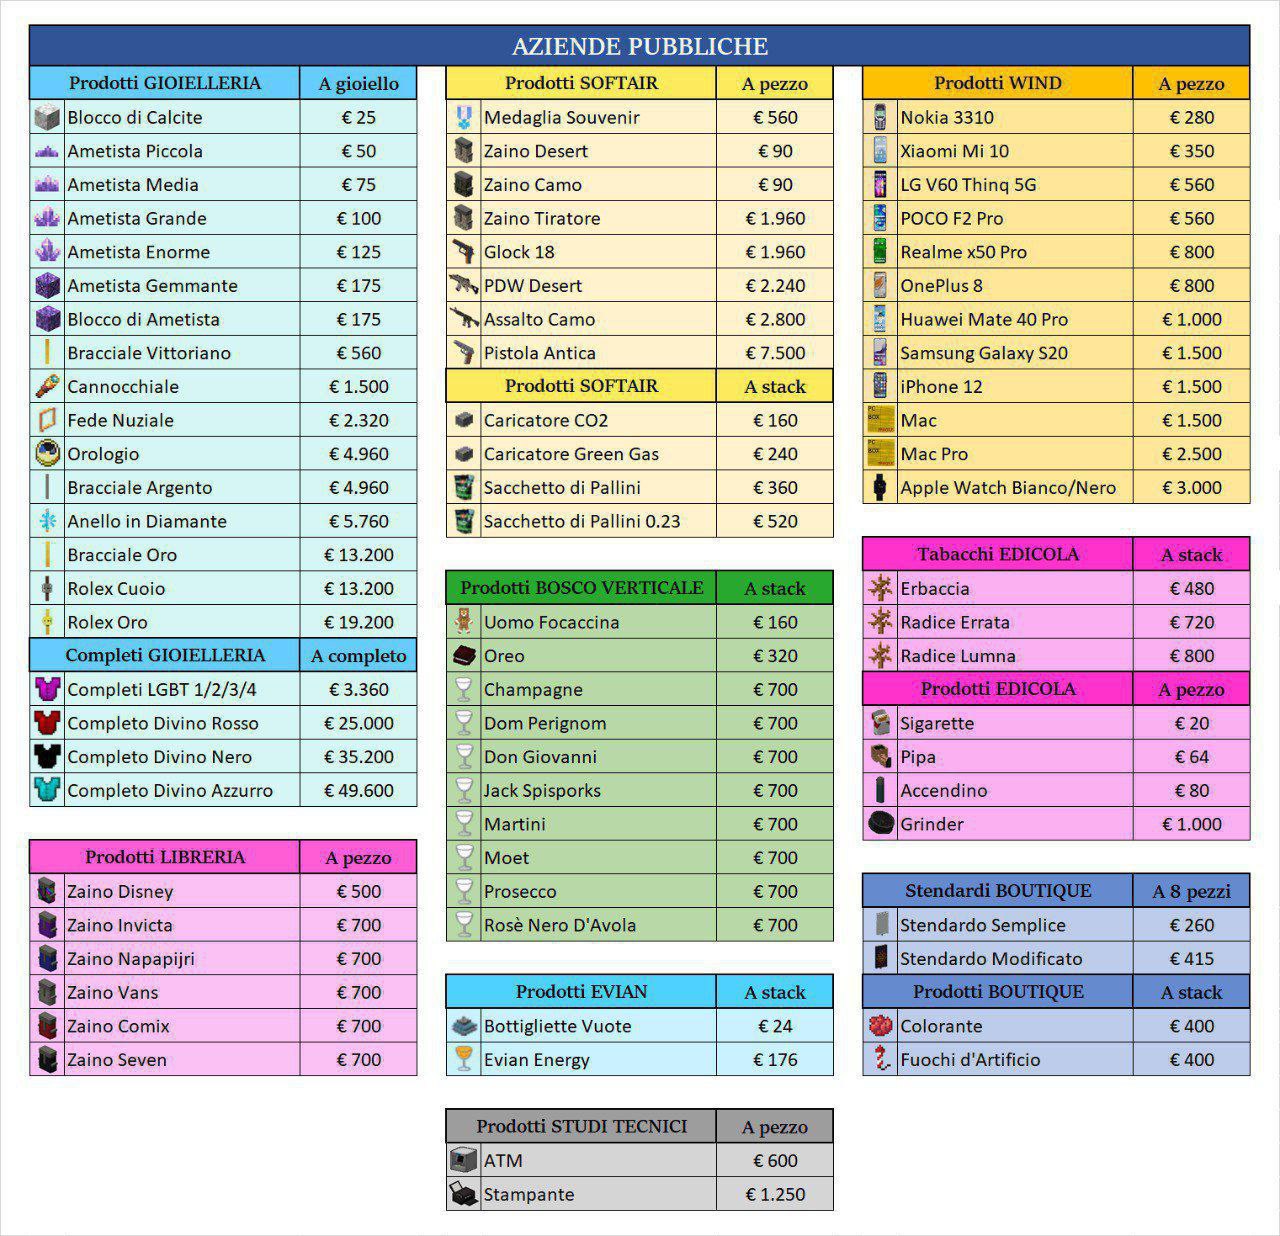 AZIENDE PUBBLICHE
Prodotti GIOIELLERIA A gioiello
Blocco di Calcite € 25
Ametista Piccola € 50
Ametista Media € 75
Ametista Grande € 100
Ametista Enorme € 125
Ametista Gemmante € 175
Blocco di Ametista € 175
Bracciale Vittoriano € 560
Cannocchiale € 1.500
Fede Nuziale € 2.320
Orologio € 4.960
Bracciale Argento € 4.960
Anello in Diamante € 5.760
Bracciale Oro € 13.200
Rolex Cuoio € 13.200
Rolex Oro € 19.200
Completi GIOIELLERIA A completo
Completi LGBT 1/2/3/4 € 3.360
Completo Divino Rosso € 25.000
Completo Divino Nero € 35.200
Completo Divino Azzurro € 49.600
Prodotti LIBRERIA A pezzo
Zaino Disney € 500
Zaino Invicta € 700
Zaino Napapijri € 700
Zaino Vans € 700
Zaino Comix € 700
Zaino Seven € 700
Prodotti SOFTAIR A pezzo
Medaglia Souvenir € 560
Zaino Desert € 90
Zaino Camo € 90
Zaino Tiratore € 1.960
Glock 18 € 1.960
PDW Desert € 2.240
Assalto Camo € 2.800
Pistola Antica € 7.500
Prodotti SOFTAIR A stack
Caricatore CO2 € 160
Caricatore Green Gas € 240
Sacchetto di Pallini € 360
Sacchetto di Pallini 0.23 € 520
Prodotti BOSCO VERTICALE A stack
Uomo Focaccina € 160
Oreo € 320
Champagne € 700
Dom Perignom € 700
Don Giovanni € 700
Jack Spisporks € 700
Martini € 700
Moet € 700
Prosecco € 700
Rosè Nero D'Avola € 700
Prodotti EVIAN A stack
Bottigliette Vuote € 24
Evian Energy € 176
Prodotti STUDI TECNICI A pezzo
ATM € 600
Stampante € 1.250
Prodotti WIND A pezzo
Nokia 3310 € 280
Xiaomi Mi 10 € 350
LG V60 Thinq 5G € 560
POCO F2 Pro € 560
Realme x50 Pro € 800
OnePlus 8 € 800
Huawei Mate 40 Pro € 1.000
Samsung Galaxy S20 € 1.500
iPhone 12 € 1.500
PC
BOX
Mac € 1.500
PC
BOX
Mac Pro € 2.500
Apple Watch Bianco/Nero € 3.000
Tabacchi EDICOLA A stack
Erbaccia € 480
Radice Errata € 720
Radice Lumna € 800
Prodotti EDICOLA A pezzo
Sigarette € 20
Pipa € 64
Accendino € 80
Grinder € 1.000
Stendardi BOUTIQUE A 8 pezzi
Stendardo Semplice € 260
Stendardo Modificato € 415
Prodotti BOUTIQUE A stack
Colorante € 400
Fuochi d'Artificio € 400